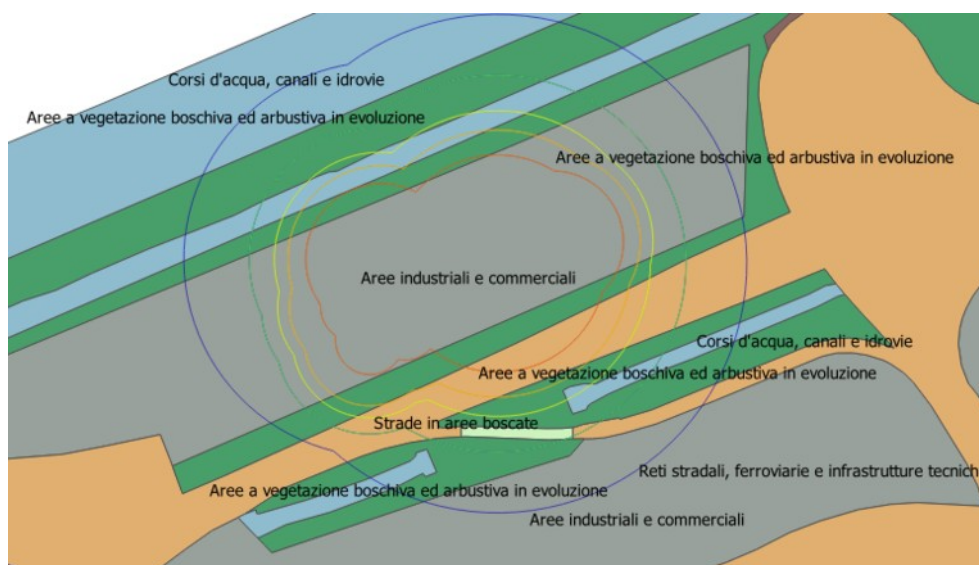 Corsi d'acqua, canali e idrovie
Aree a vegetazione boschiva ed arbustiva in evoluzione
Aree a vegetazione boschiva ed arbustiva in evoluzione
Aree industriali e commerciali
Corsi d'acqua, canali e idrovie
Aree a vegetazione boschiva ed arbustiva in evoluzione
Strade in aree boscate
Reti stradali, ferroviarie e infrastrutture tecnich
Aree a vegetazione boschiva ed arbustiva in evoluzione
Aree industriali e commerciali